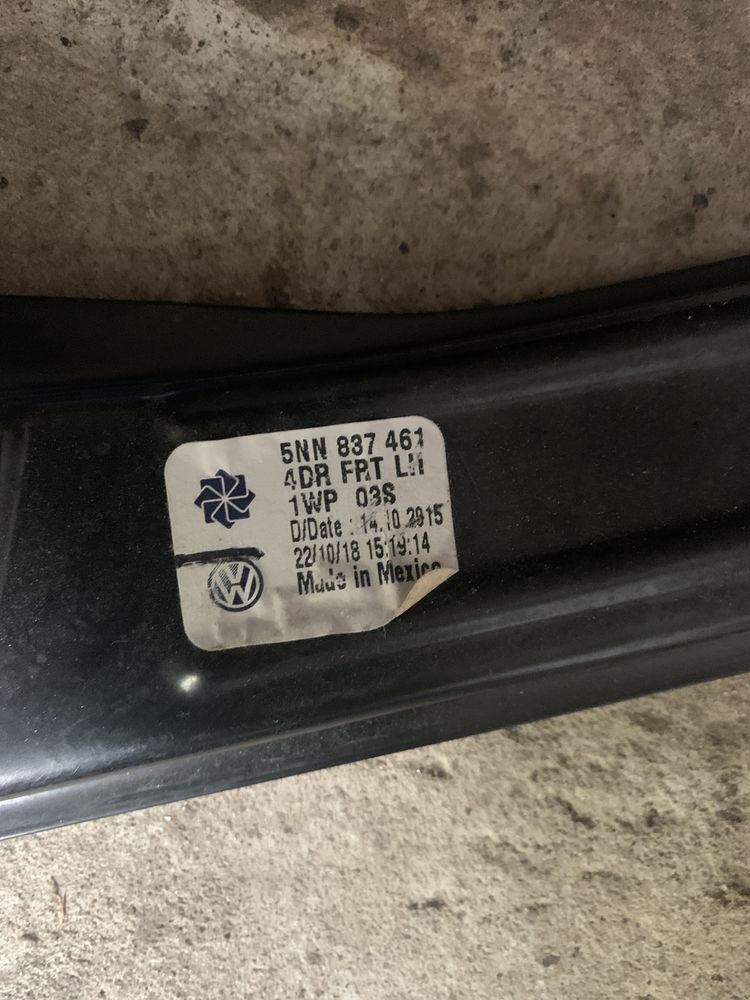 5NN 837 461
4DR FRT LH
1WP 03S
D/Date : 14.10.2915
22/10/18 15:19:14
Made in Mexico